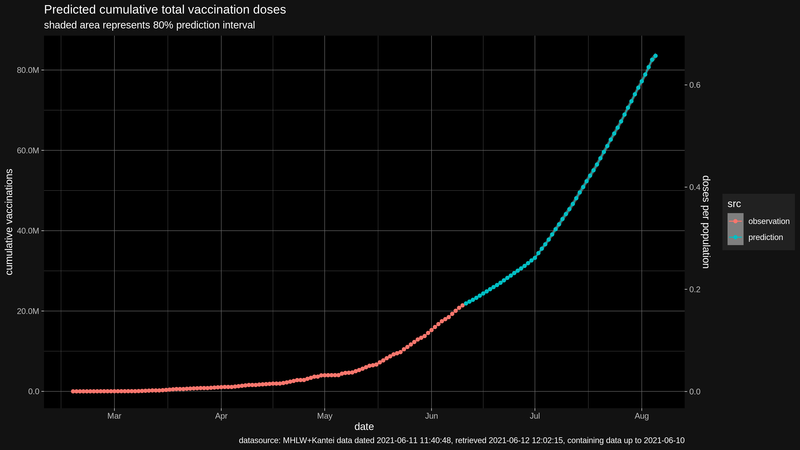 Predicted cumulative total vaccination doses
shaded area represents 80% prediction interval
cumulative vaccinations
80.0M
60.0M
40.0M
20.0M
0.0
0.6
0.4
0.2
0.0
doses per population
src
observation
prediction
Mar Apr May Jun Jul Aug
date
datasource: MHLW+Kantei data dated 2021-06-11 11:40:48, retrieved 2021-06-12 12:02:15, containing data up to 2021-06-10